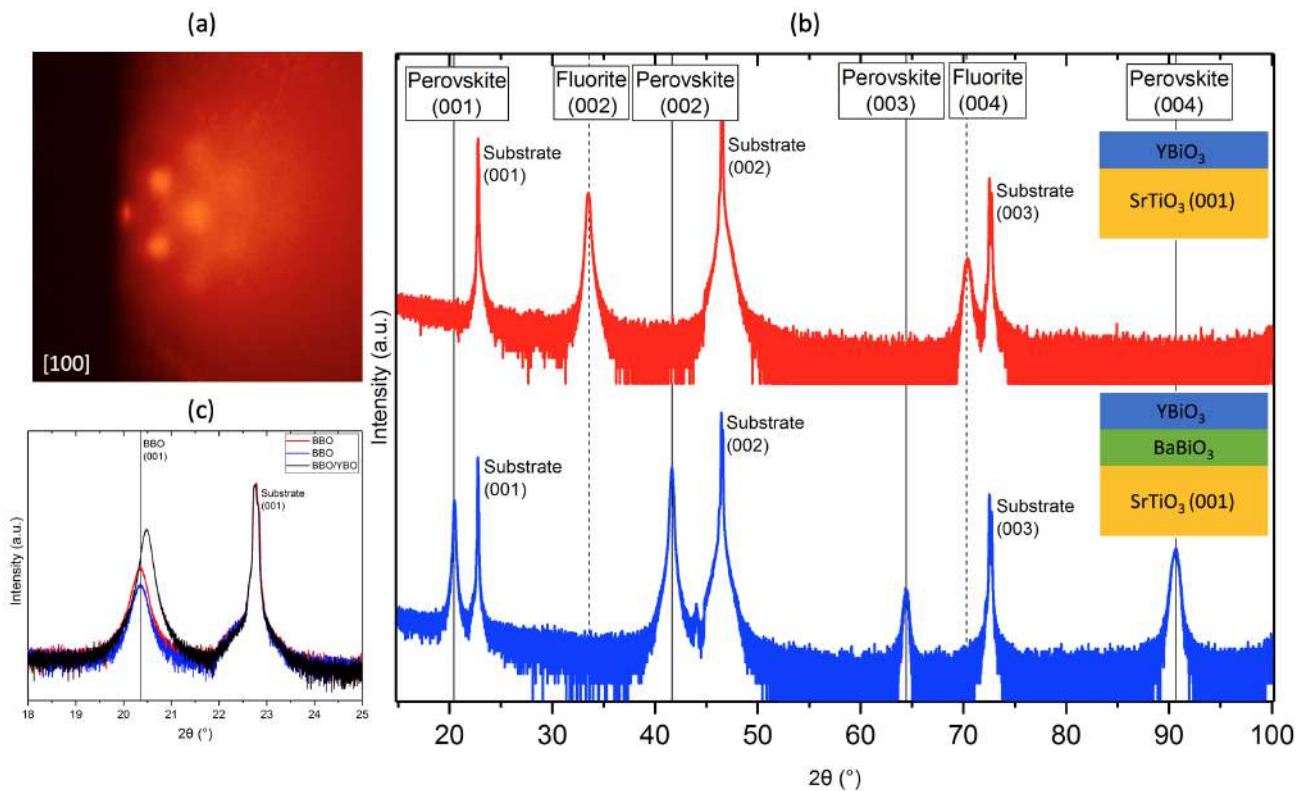 (a)
[100]
(b)
Perovskite
(001)
Fluorite
(002)
Perovskite
(002)
Perovskite
(003)
Fluorite
(004)
Perovskite
(004)
Substrate
(001)
Substrate
(002)
Substrate
(003)
YBiO₃
SrTiO₃ (001)
Substrate
(001)
Substrate
(002)
Substrate
(003)
YBiO₃
BaBiO₃
SrTiO₃ (001)
Intensity (a.u.)
20 30 40 50 60 70 80 90 100
2θ (°)
(c)
BBO
(001)
BBO
BBO
BBO/YBO
Substrate
(001)
Intensity (a.u.)
18 19 20 21 22 23 24 25
2θ (°)